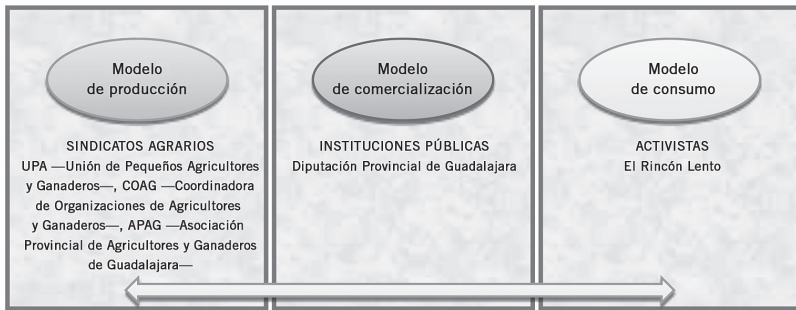 Modelo
de producción
SINDICATOS AGRARIOS
UPA —Unión de Pequeños Agricultores
y Ganaderos—, COAG —Coordinadora
de Organizaciones de Agricultores
y Ganaderos—, APAG —Asociación
Provincial de Agricultores y Ganaderos
de Guadalajara—
Modelo
de comercialización
INSTITUCIONES PÚBLICAS
Diputación Provincial de Guadalajara
Modelo
de consumo
ACTIVISTAS
El Rincón Lento